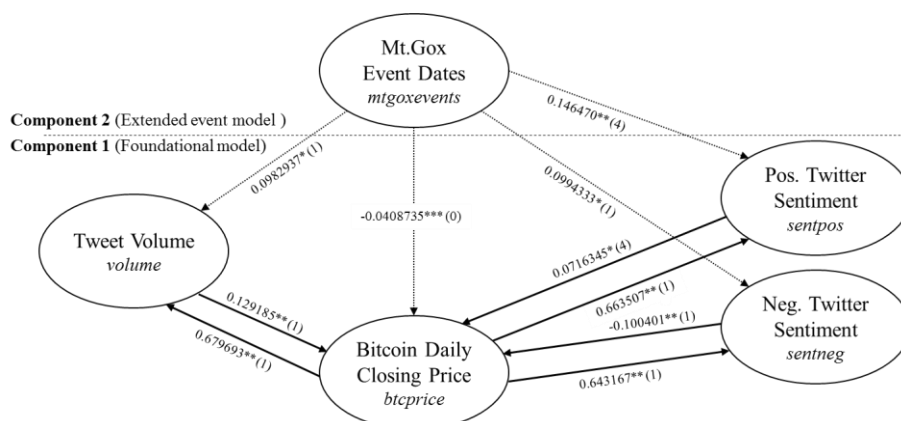 Mt.Gox
Event Dates
mtgoxevents
0.146470**(4)
Component 2 (Extended event model )
Component 1 (Foundational model)
0.0982937*(1)
0.0994333*(1)
Pos. Twitter
Sentiment
sentpos
-0.0408735***(0)
Tweet Volume
volume
0.0716345*(4)
0.663507**(1)
0.129185**(1)
-0.100401**(1)
Neg. Twitter
Sentiment
sentneg
0.679693**(1)
Bitcoin Daily
Closing Price
btcprice
0.643167**(1)